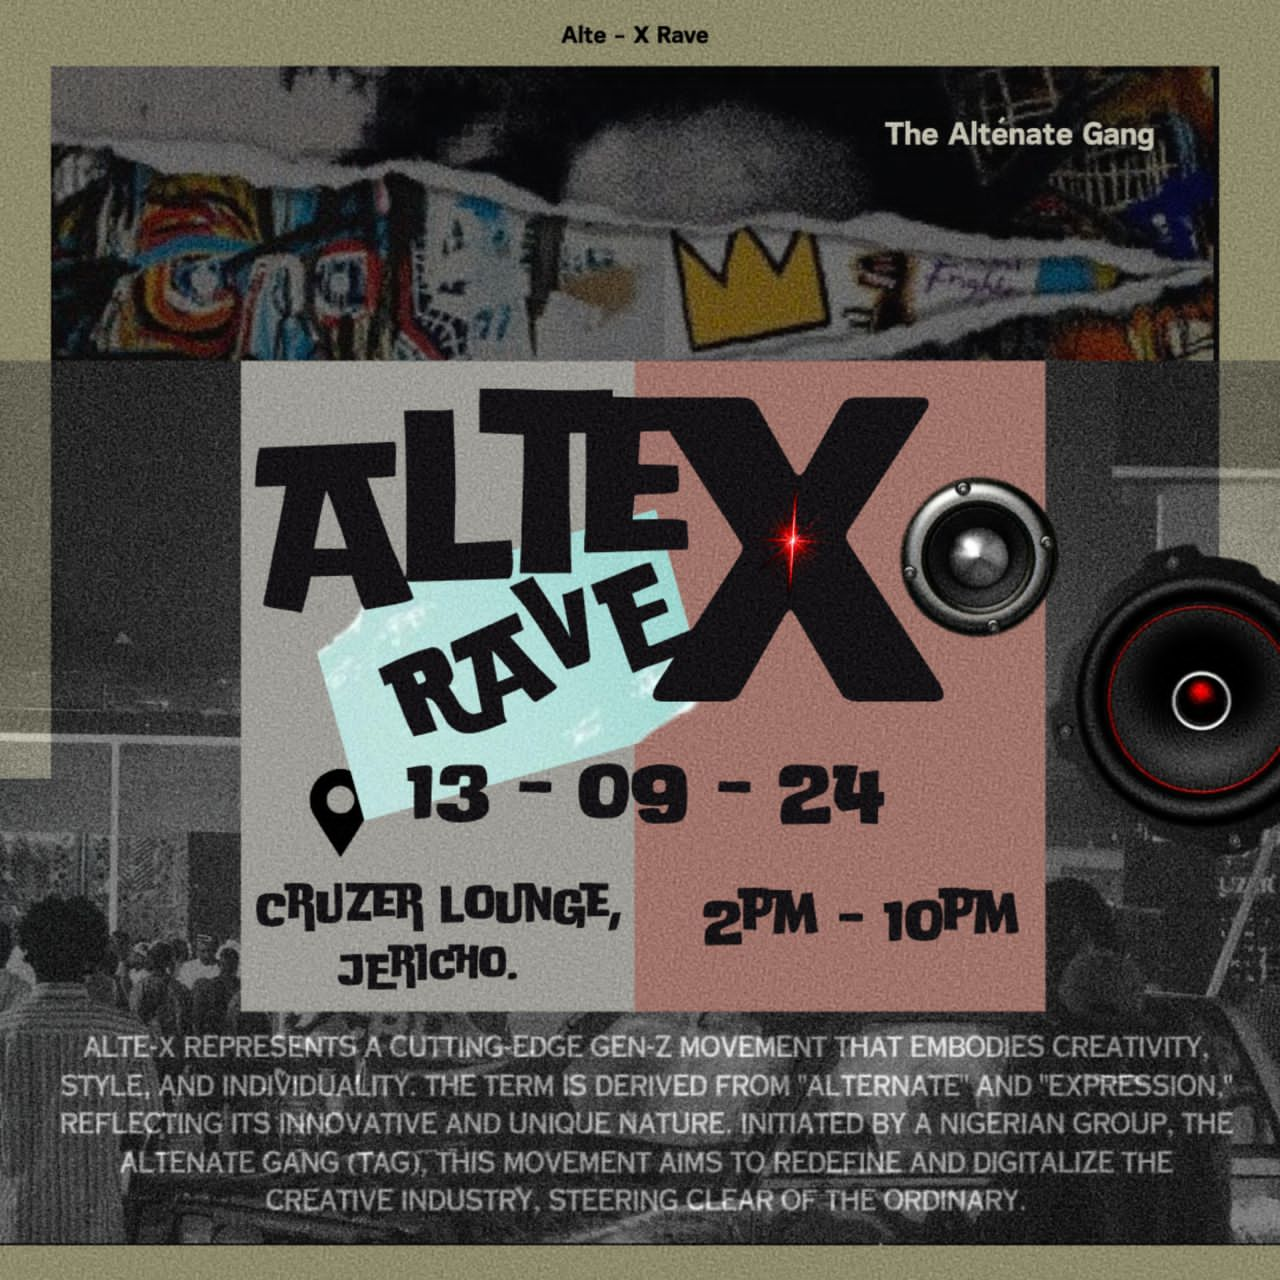 Alte - X Rave
The Alténate Gang
ALTE X
RAVE
13 - 09 - 24
CRUZER LOUNGE,
JERICHO.
2PM - 10PM
ALTE-X REPRESENTS A CUTTING-EDGE GEN-Z MOVEMENT THAT EMBODIES CREATIVITY,
STYLE, AND INDIVIDUALITY. THE TERM IS DERIVED FROM "ALTERNATE" AND "EXPRESSION,"
REFLECTING ITS INNOVATIVE AND UNIQUE NATURE. INITIATED BY A NIGERIAN GROUP, THE
ALTENATE GANG (TAG), THIS MOVEMENT AIMS TO REDEFINE AND DIGITALIZE THE
CREATIVE INDUSTRY, STEERING CLEAR OF THE ORDINARY.